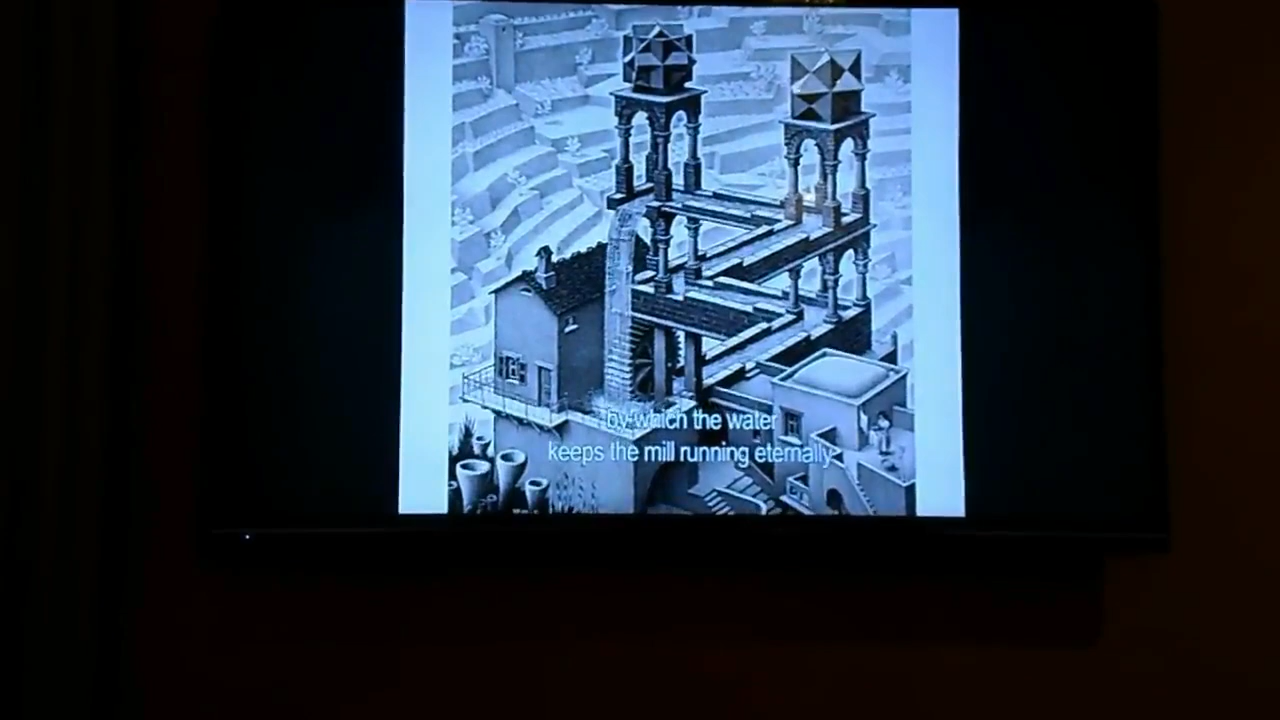 by which the water
keeps the mill running eternally